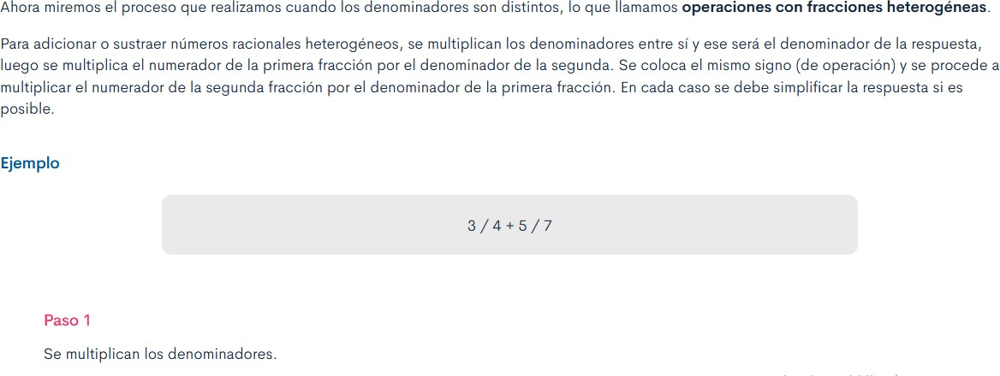 Ahora miremos el proceso que realizamos cuando los denominadores son distintos, lo que llamamos operaciones con fracciones heterogéneas.
Para adicionar o sustraer números racionales heterogéneos, se multiplican los denominadores entre sí y ese será el denominador de la respuesta,
luego se multiplica el numerador de la primera fracción por el denominador de la segunda. Se coloca el mismo signo (de operación) y se procede a
multiplicar el numerador de la segunda fracción por el denominador de la primera fracción. En cada caso se debe simplificar la respuesta si es
posible.
Ejemplo
3 / 4 + 5 / 7
Paso 1
Se multiplican los denominadores.